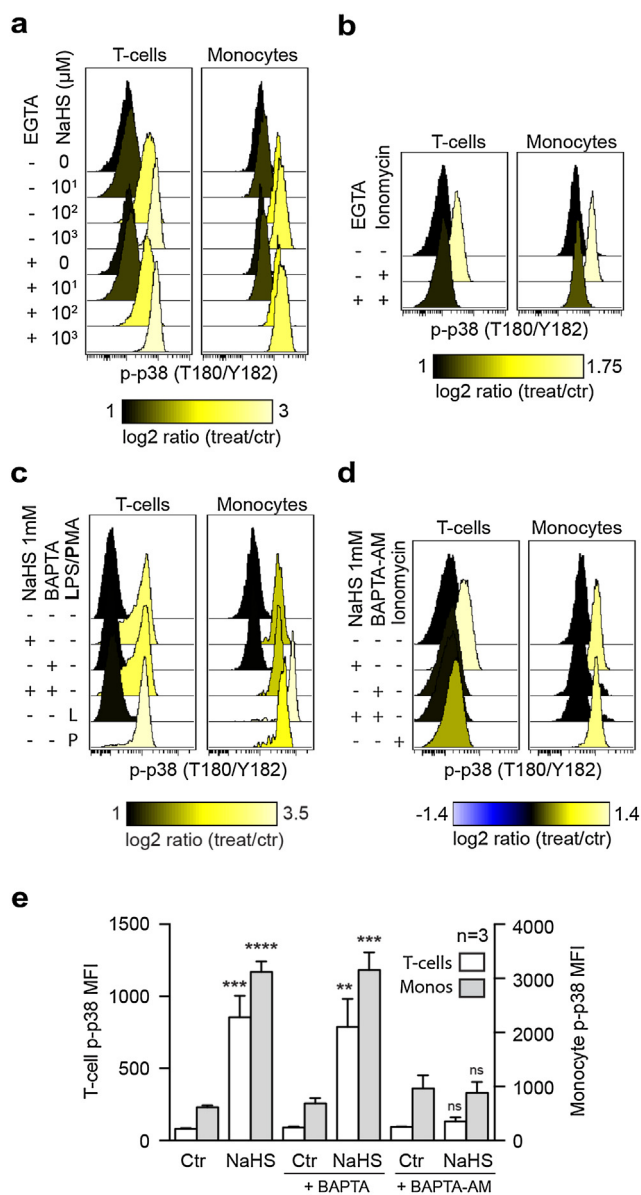 a
T-cells
Monocytes
EGTA
NaHS (µM)
- 0
- 10¹
- 10²
- 10³
+ 0
+ 10¹
+ 10²
+ 10³
p-p38 (T180/Y182)
1
3
log2 ratio (treat/ctr)
b
T-cells
Monocytes
EGTA
Ionomycin
- -
- +
+ +
p-p38 (T180/Y182)
1
1.75
log2 ratio (treat/ctr)
c
T-cells
Monocytes
NaHS 1mM
BAPTA
LPS/PMA
- - -
+ - -
- + -
+ + -
- - L
- - P
p-p38 (T180/Y182)
1
3.5
log2 ratio (treat/ctr)
d
T-cells
Monocytes
NaHS 1mM
BAPTA-AM
Ionomycin
- - -
+ - -
- + -
+ + -
- - +
p-p38 (T180/Y182)
-1.4
1.4
log2 ratio (treat/ctr)
e
T-cell p-p38 MFI
1500
1000
500
0
*** ****
** ***
ns ns
n=3
T-cells
Monos
4000
3000
2000
1000
0
Monocyte p-p38 MFI
Ctr NaHS Ctr NaHS Ctr NaHS
+ BAPTA + BAPTA-AM